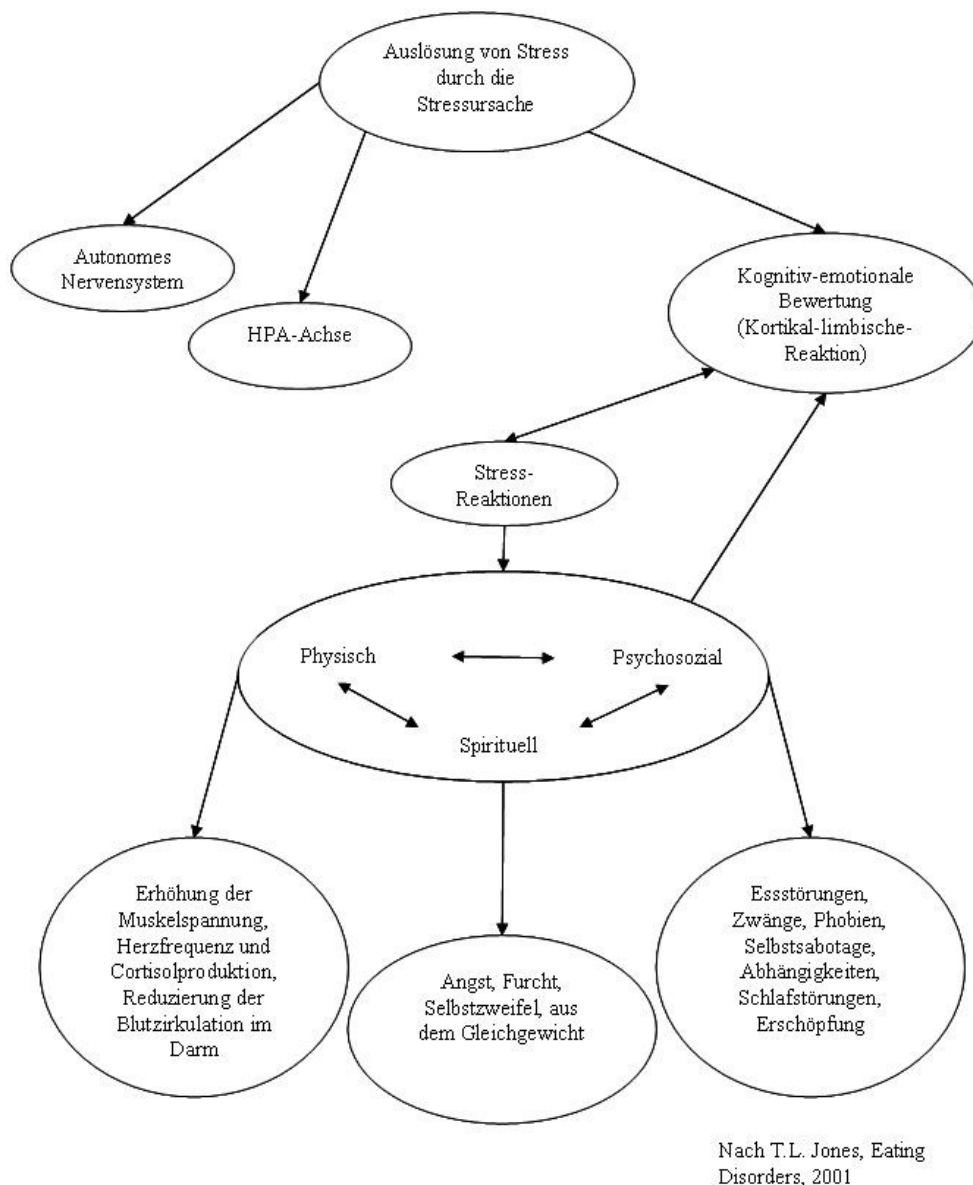 Auslösung von Stress
durch die
Stressursache
Autonomes
Nervensystem
HPA-Achse
Kognitiv-emotionale
Bewertung
(Kortikal-limbische-
Reaktion)
Stress-
Reaktionen
Physisch
Psychosozial
Spirituell
Erhöhung der
Muskelspannung,
Herzfrequenz und
Cortisolproduktion,
Reduzierung der
Blutzirkulation im
Darm
Angst, Furcht,
Selbstzweifel, aus
dem Gleichgewicht
Essstörungen,
Zwänge, Phobien,
Selbstsabotage,
Abhängigkeiten,
Schlafstörungen,
Erschöpfung
Nach T.L. Jones, Eating
Disorders, 2001